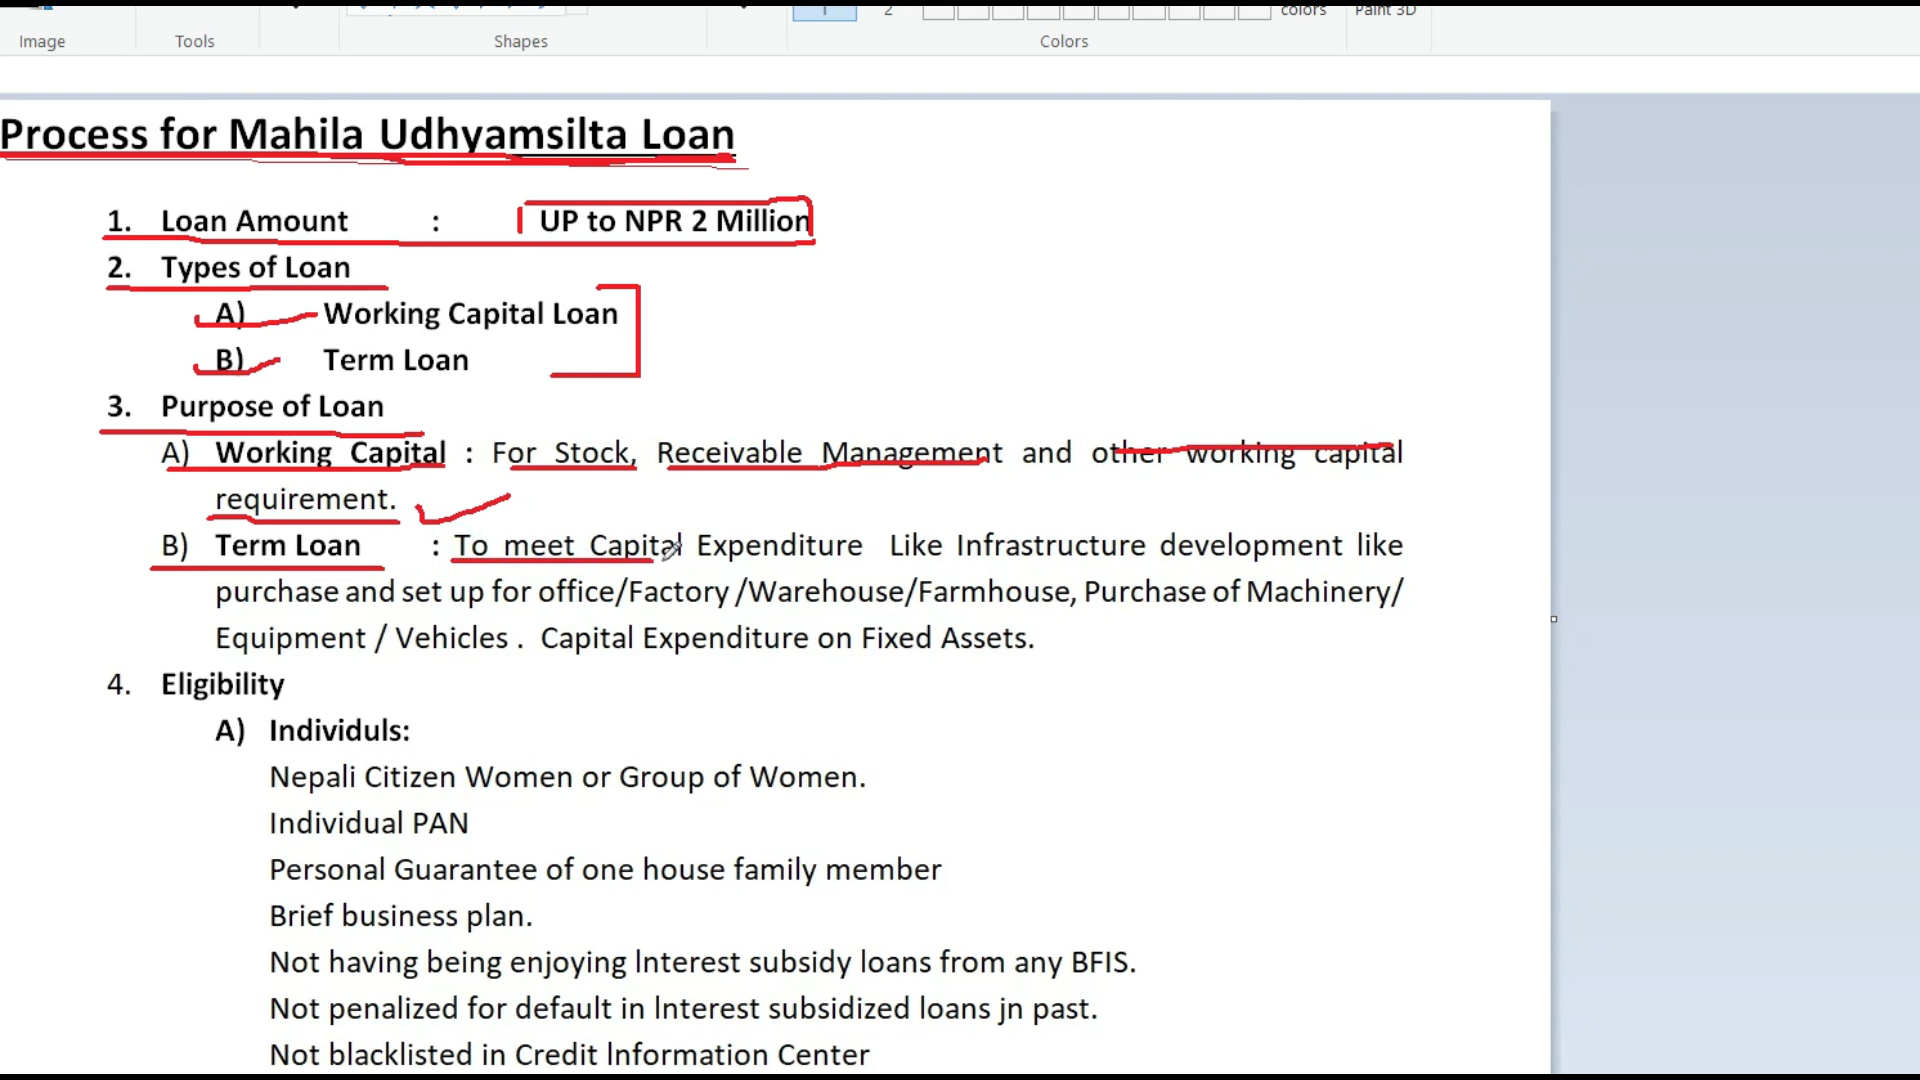 colors
Paint 3D
1
2
Image
Tools
Shapes
Colors
Process for Mahila Udhyamsilta Loan
1. Loan Amount : UP to NPR 2 Million
2. Types of Loan
A) Working Capital Loan
B) Term Loan
3. Purpose of Loan
A) Working Capital : For Stock, Receivable Management and other working capital
requirement.
B) Term Loan : To meet Capital Expenditure Like Infrastructure development like
purchase and set up for office/Factory /Warehouse/Farmhouse, Purchase of Machinery/
Equipment / Vehicles . Capital Expenditure on Fixed Assets.
4. Eligibility
A) Individuls:
Nepali Citizen Women or Group of Women.
Individual PAN
Personal Guarantee of one house family member
Brief business plan.
Not having being enjoying Interest subsidy loans from any BFIS.
Not penalized for default in Interest subsidized loans jn past.
Not blacklisted in Credit Information Center